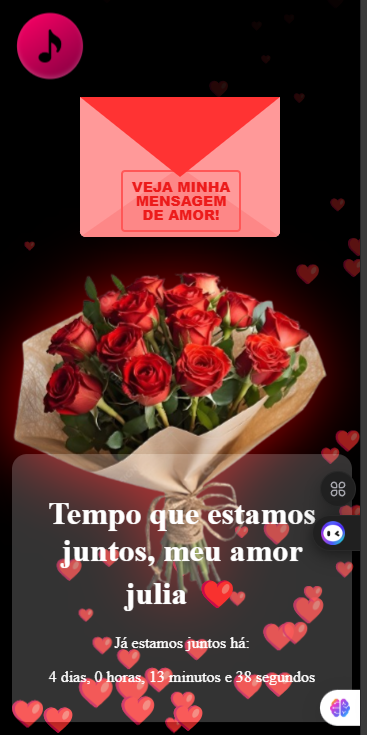 VEJA MINHA
MENSAGEM
DE AMOR!
Tempo que estamos
juntos, meu amor
julia
Já estamos juntos há:
4 dias, 0 horas, 13 minutos e 38 segundos